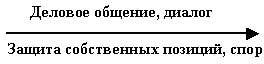 Деловое общение, диалог
Защита собственных позиций, спор